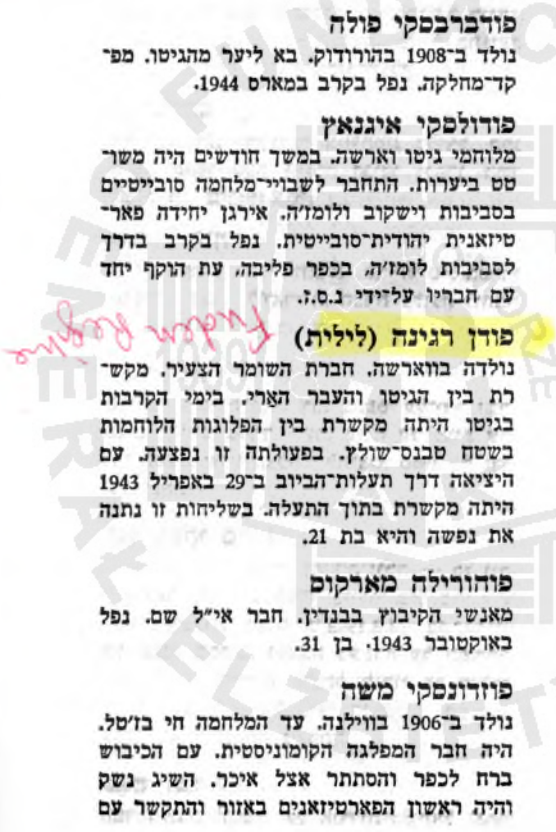 פודברבסקי פולה
נולד ב־1908 בהורודוק. בא ליער מהגיטו. מפ־
קד־מחלקה. נפל בקרב במארס 1944.
פודולסקי איגנאץ
מלוחמי גיטו וארשה. במשך חודשים היה משו־
טט ביערות. התחבר לשבויי־מלחמה סובייטיים
בסביבות וישקוב ולומז׳ה. אירגן יחידה פאר־
טיזאנית יהודית־סובייטית. נפל בקרב בדרך
לסביבות לומז׳ה, בכפר פליבה, עת הוקף יחד
עם חבריו על־ידי נ.ס.ז.
Fuden Regina
פודן רגינה (לילית)
נולדה בווארשה. חברת השומר הצעיר. מקש־
רת בין הגיטו והעבר הארי. בימי הקרבות
בגיטו היתה מקשרת בין הפלוגות הלוחמות
בשטח טבנס־שולץ. בפעולתה זו נפצעה. עם
היציאה דרך תעלות־הביוב ב־29 באפריל 1943
היתה מקשרת בתוך התעלה. בשליחות זו נתנה
את נפשה והיא בת 21.
פוהורילה מארקוס
מאנשי הקיבוץ בבנדין. חבר אי״ל שם. נפל
באוקטובר 1943. בן 31.
פוזדונסקי משה
נולד ב־1906 בווילנה. עד המלחמה חי בז׳טל.
היה חבר המפלגה הקומוניסטית. עם הכיבוש
ברח לכפר והסתתר אצל איכר. השיג נשק
והיה ראשון הפארטיזאנים באזור והתקשר עם